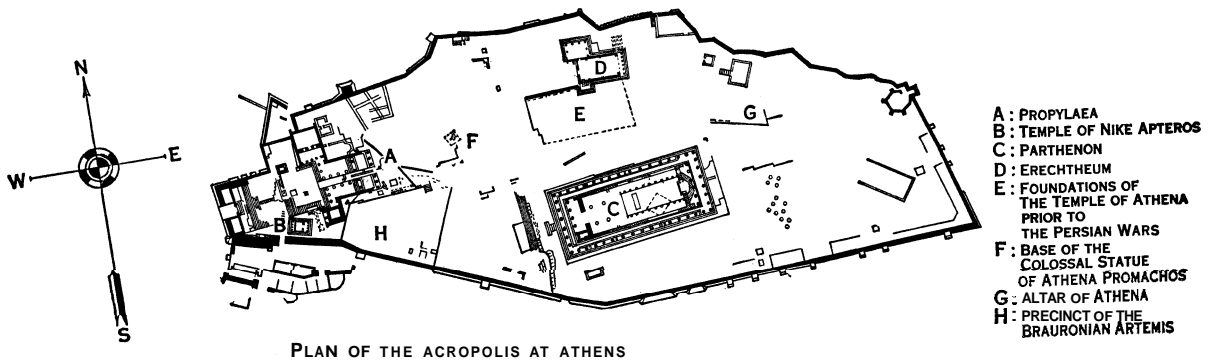 N
W
E
S
A
B
C
D
E
F
G
H
A: PROPYLAEA
B: TEMPLE OF NIKE APTEROS
C: PARTHENON
D: ERECHTHEUM
E: FOUNDATIONS OF
THE TEMPLE OF ATHENA
PRIOR TO
THE PERSIAN WARS
F: BASE OF THE
COLOSSAL STATUE
OF ATHENA PROMACHOS
G: ALTAR OF ATHENA
H: PRECINCT OF THE
BRAURONIAN ARTEMIS
PLAN OF THE ACROPOLIS AT ATHENS